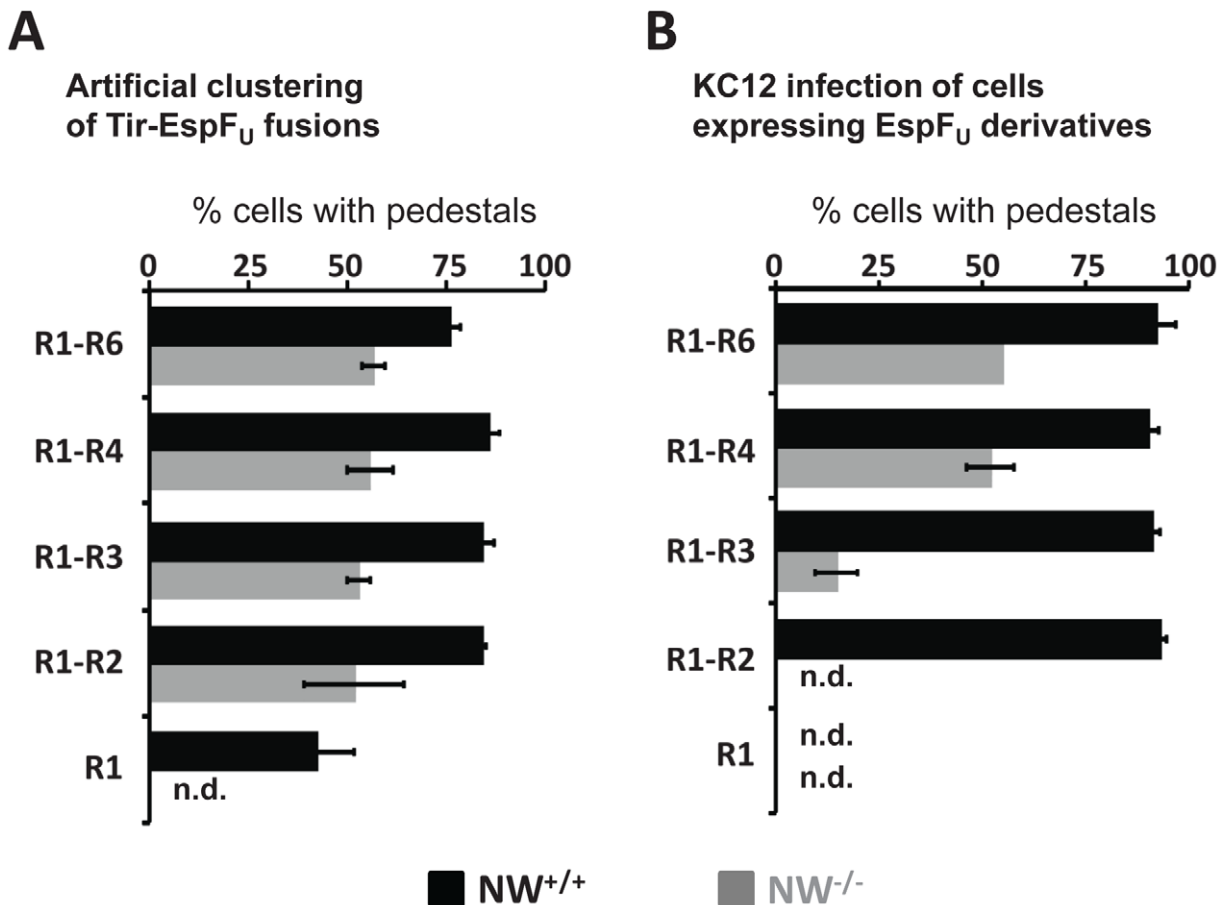 A
Artificial clustering
of Tir-EspFU fusions
% cells with pedestals
0 25 50 75 100
R1-R6
R1-R4
R1-R3
R1-R2
R1
n.d.
B
KC12 infection of cells
expressing EspFU derivatives
% cells with pedestals
0 25 50 75 100
R1-R6
R1-R4
R1-R3
R1-R2
n.d.
R1
n.d.
n.d.
NW+/+
NW-/-